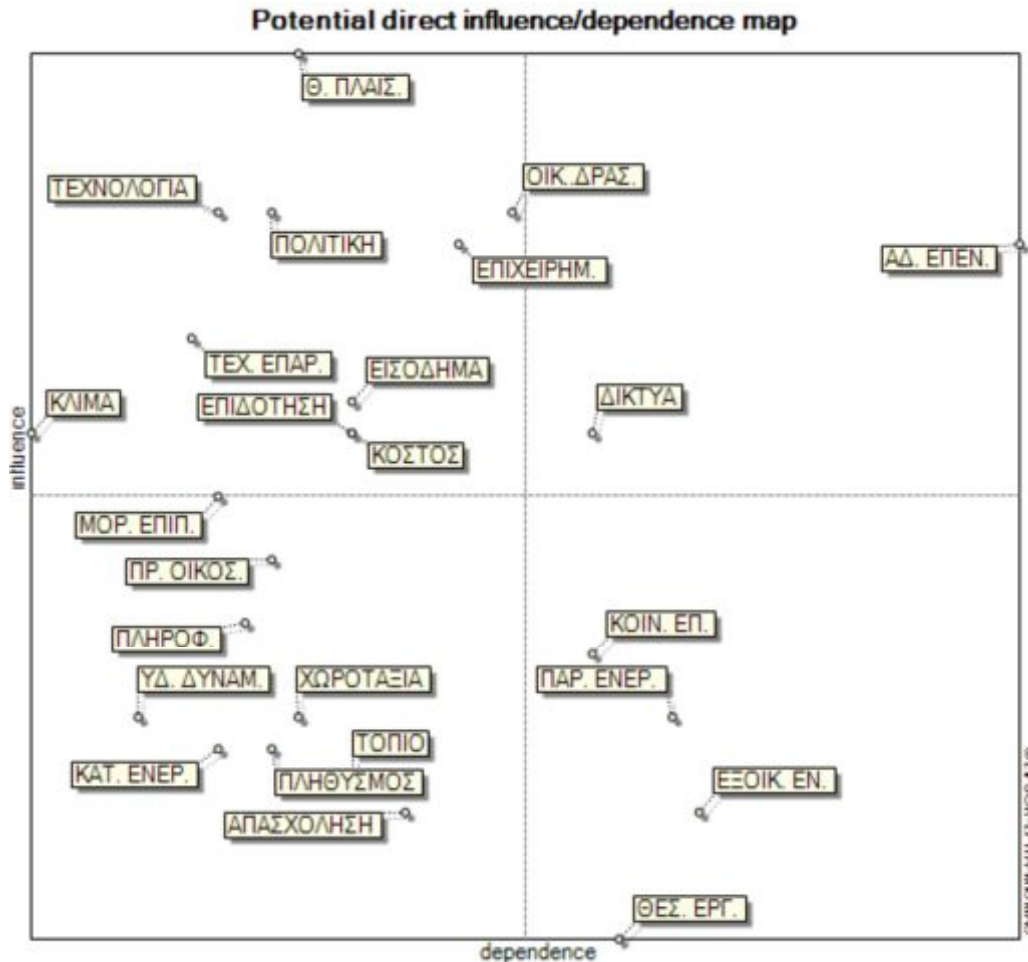 Potential direct influence/dependence map
Θ. ΠΛΑΙΣ.
ΤΕΧΝΟΛΟΓΙΑ
ΟΙΚ..ΔΡΑΣ.
ΠΟΛΙΤΙΚΗ
ΕΠΙΧΕΙΡΗΜ.
ΑΔ. ΕΠΕΝ.
ΤΕΧ. ΕΠΑΡ.
ΕΙΣΟΔΗΜΑ
ΚΛΙΜΑ
ΕΠΙΔΟΤΗΣΗ
ΔΙΚΤΥΑ
ΚΟΣΤΟΣ
influence
ΜΟΡ. ΕΠΙΠ.
ΠΡ. ΟΙΚΟΣ.
ΠΛΗΡΟΦ.
ΚΟΙΝ. ΕΠ.
ΥΔ. ΔΥΝΑΜ.
ΧΩΡΟΤΑΞΙΑ
ΠΑΡ. ΕΝΕΡ.
ΤΟΠΙΟ
ΚΑΤ. ΕΝΕΡ.
ΠΛΗΘΥΣΜΟΣ
ΕΞΟΙΚ. ΕΝ.
ΑΠΑΣΧΟΛΗΣΗ
ΘΕΣ. ΕΡΓ.
dependence